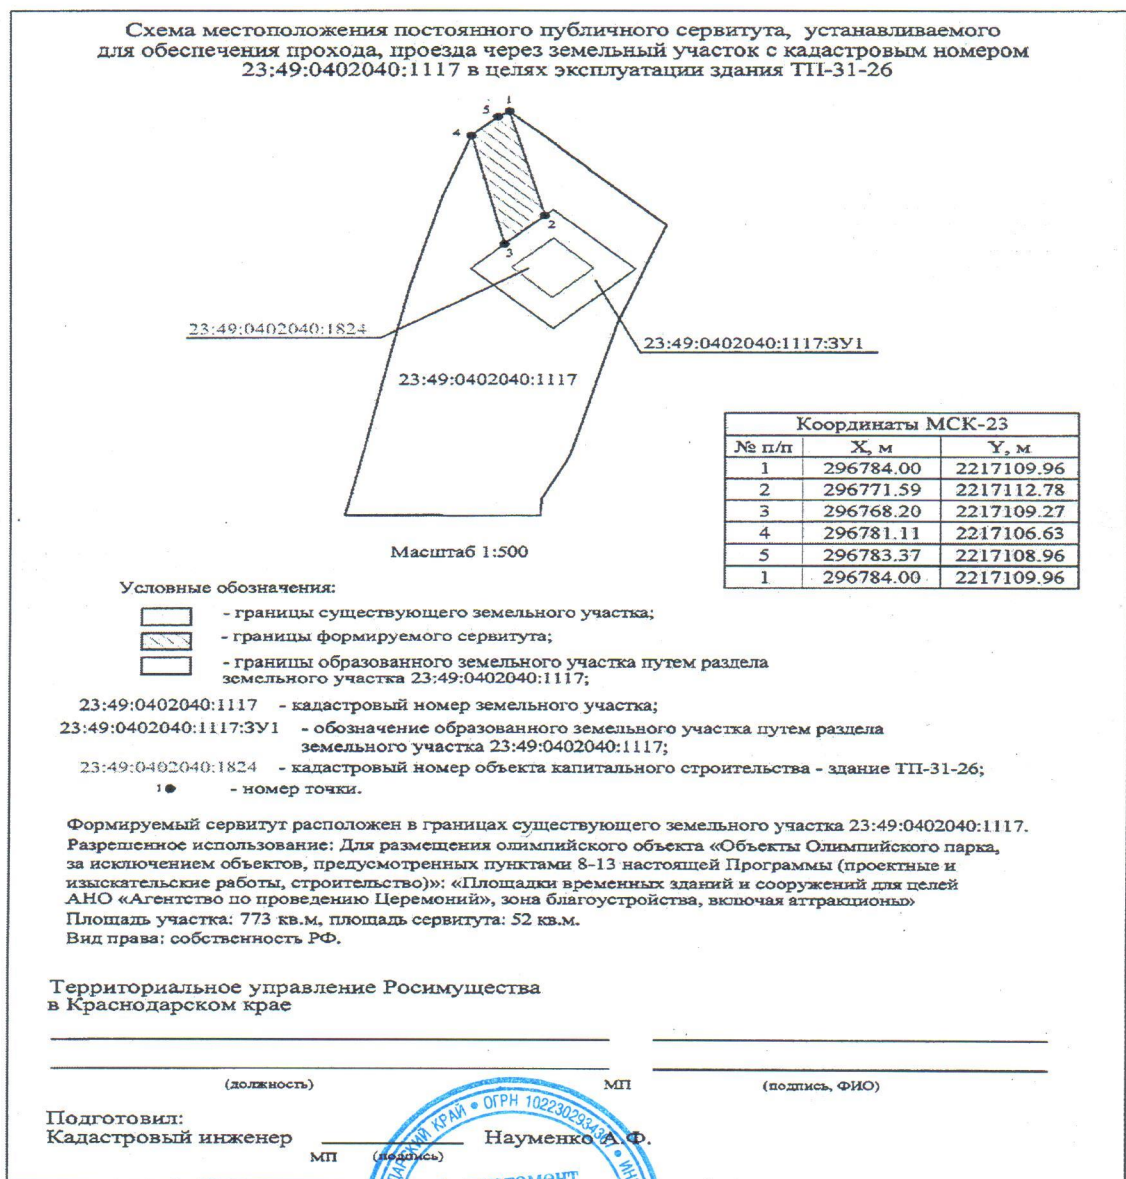 Схема местоположения постоянного публичного сервитута, устанавливаемого
для обеспечения прохода, проезда через земельный участок с кадастровым номером
23:49:0402040:1117 в целях эксплуатации здания ТП-31-26
1
5
4
2
3
23:49:0402040:1824
23:49:0402040:1117:ЗУ1
23:49:0402040:1117
Координаты МСК-23
№ п/п X, м Y, м
1 296784.00 2217109.96
2 296771.59 2217112.78
3 296768.20 2217109.27
4 296781.11 2217106.63
5 296783.37 2217108.96
1 296784.00 2217109.96
Масштаб 1:500
Условные обозначения:
- границы существующего земельного участка;
- границы формируемого сервитута;
- границы образованного земельного участка путем раздела
земельного участка 23:49:0402040:1117;
23:49:0402040:1117 - кадастровый номер земельного участка;
23:49:0402040:1117:ЗУ1 - обозначение образованного земельного участка путем раздела
земельного участка 23:49:0402040:1117;
23:49:0402040:1824 - кадастровый номер объекта капитального строительства - здание ТП-31-26;
1 - номер точки.
Формируемый сервитут расположен в границах существующего земельного участка 23:49:0402040:1117.
Разрешенное использование: Для размещения олимпийского объекта «Объекты Олимпийского парка,
за исключением объектов, предусмотренных пунктами 8-13 настоящей Программы (проектные и
изыскательские работы, строительство)»: «Площадки временных зданий и сооружений для целей
АНО «Агентство по проведению Церемоний», зона благоустройства, включая аттракционы»
Площадь участка: 773 кв.м, площадь сервитута: 52 кв.м.
Вид права: собственность РФ.
Территориальное управление Росимущества
в Краснодарском крае
(должность) МП (подпись, ФИО)
Подготовил:
Кадастровый инженер Науменко А.Ф.
МП (подпись)
КРАЙ • ОГРН 1022302934367 •